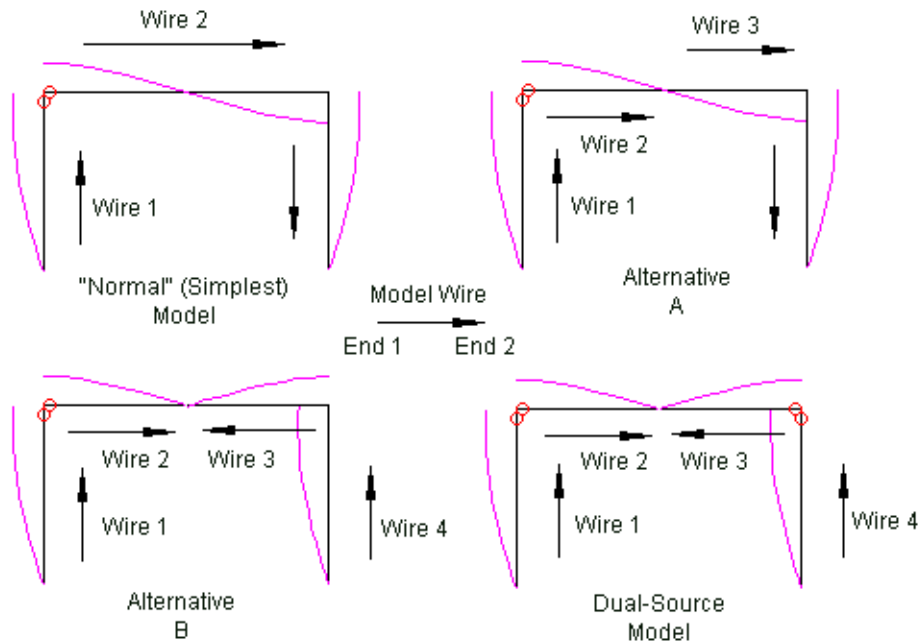 Wire 2
Wire 1
"Normal" (Simplest)
Model
Wire 3
Wire 2
Wire 1
Alternative
A
Model Wire
End 1 End 2
Wire 2 Wire 3
Wire 1
Wire 4
Alternative
B
Wire 2 Wire 3
Wire 1
Wire 4
Dual-Source
Model